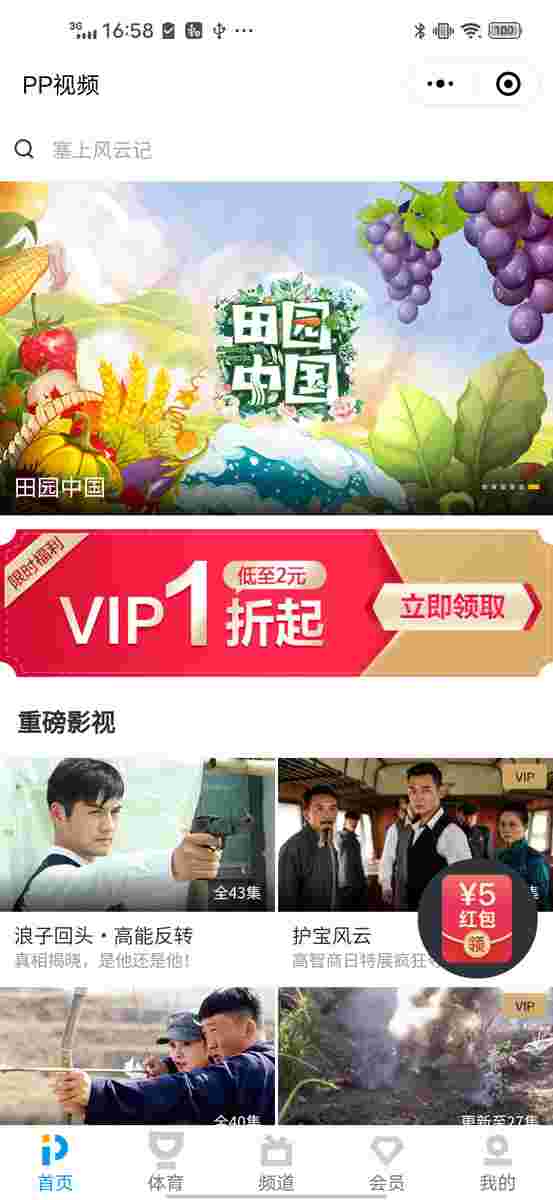 3G 16:58 100
PP视频
塞上风云记
田园
中国
田园中国
限时福利
VIP1折起
低至2元
立即领取
重磅影视
全43集
VIP
集
¥5
红包
领
浪子回头·高能反转
护宝风云
真相揭晓，是他还是他！
高智商日特展疯狂
全40集
VIP
更新至27集
首页 体育 频道 会员 我的